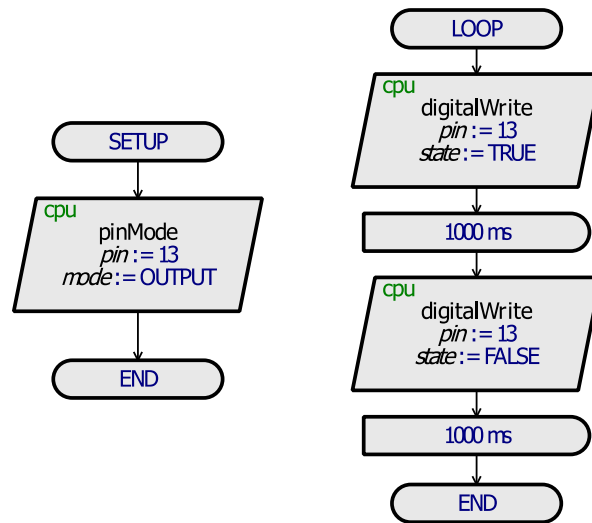 SETUP
cpu
pinMode
pin := 13
mode := OUTPUT
END
LOOP
cpu
digitalWrite
pin := 13
state := TRUE
1000 ms
cpu
digitalWrite
pin := 13
state := FALSE
1000 ms
END